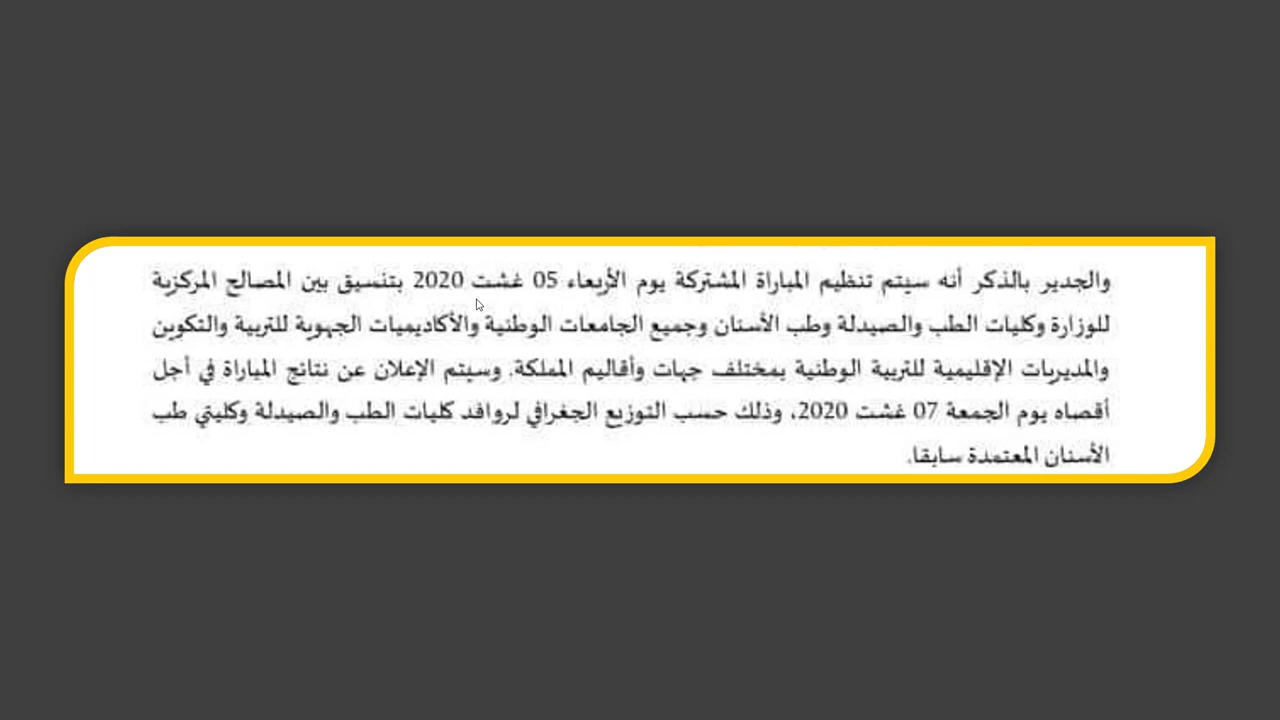 والجدير بالذكر أنه سيتم تنظيم المباراة المشتركة يوم الأربعاء 05 غشت 2020 بتنسيق بين المصالح المركزية
للوزارة وكليات الطب والصيدلة وطب الأسنان وجميع الجامعات الوطنية والأكاديميات الجهوية للتربية والتكوين
والمديريات الإقليمية للتربية الوطنية بمختلف جهات وأقاليم المملكة. وسيتم الإعلان عن نتائج المباراة في أجل
أقصاه يوم الجمعة 07 غشت 2020، وذلك حسب التوزيع الجغرافي لروافد كليات الطب والصيدلة وكليتي طب
الأسنان المعتمدة سابقا.